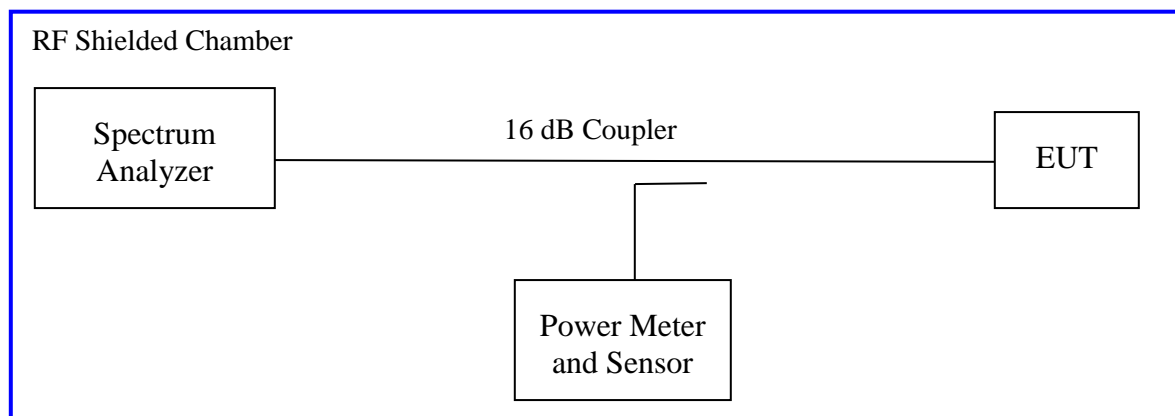 RF Shielded Chamber
Spectrum
Analyzer
16 dB Coupler
EUT
Power Meter
and Sensor